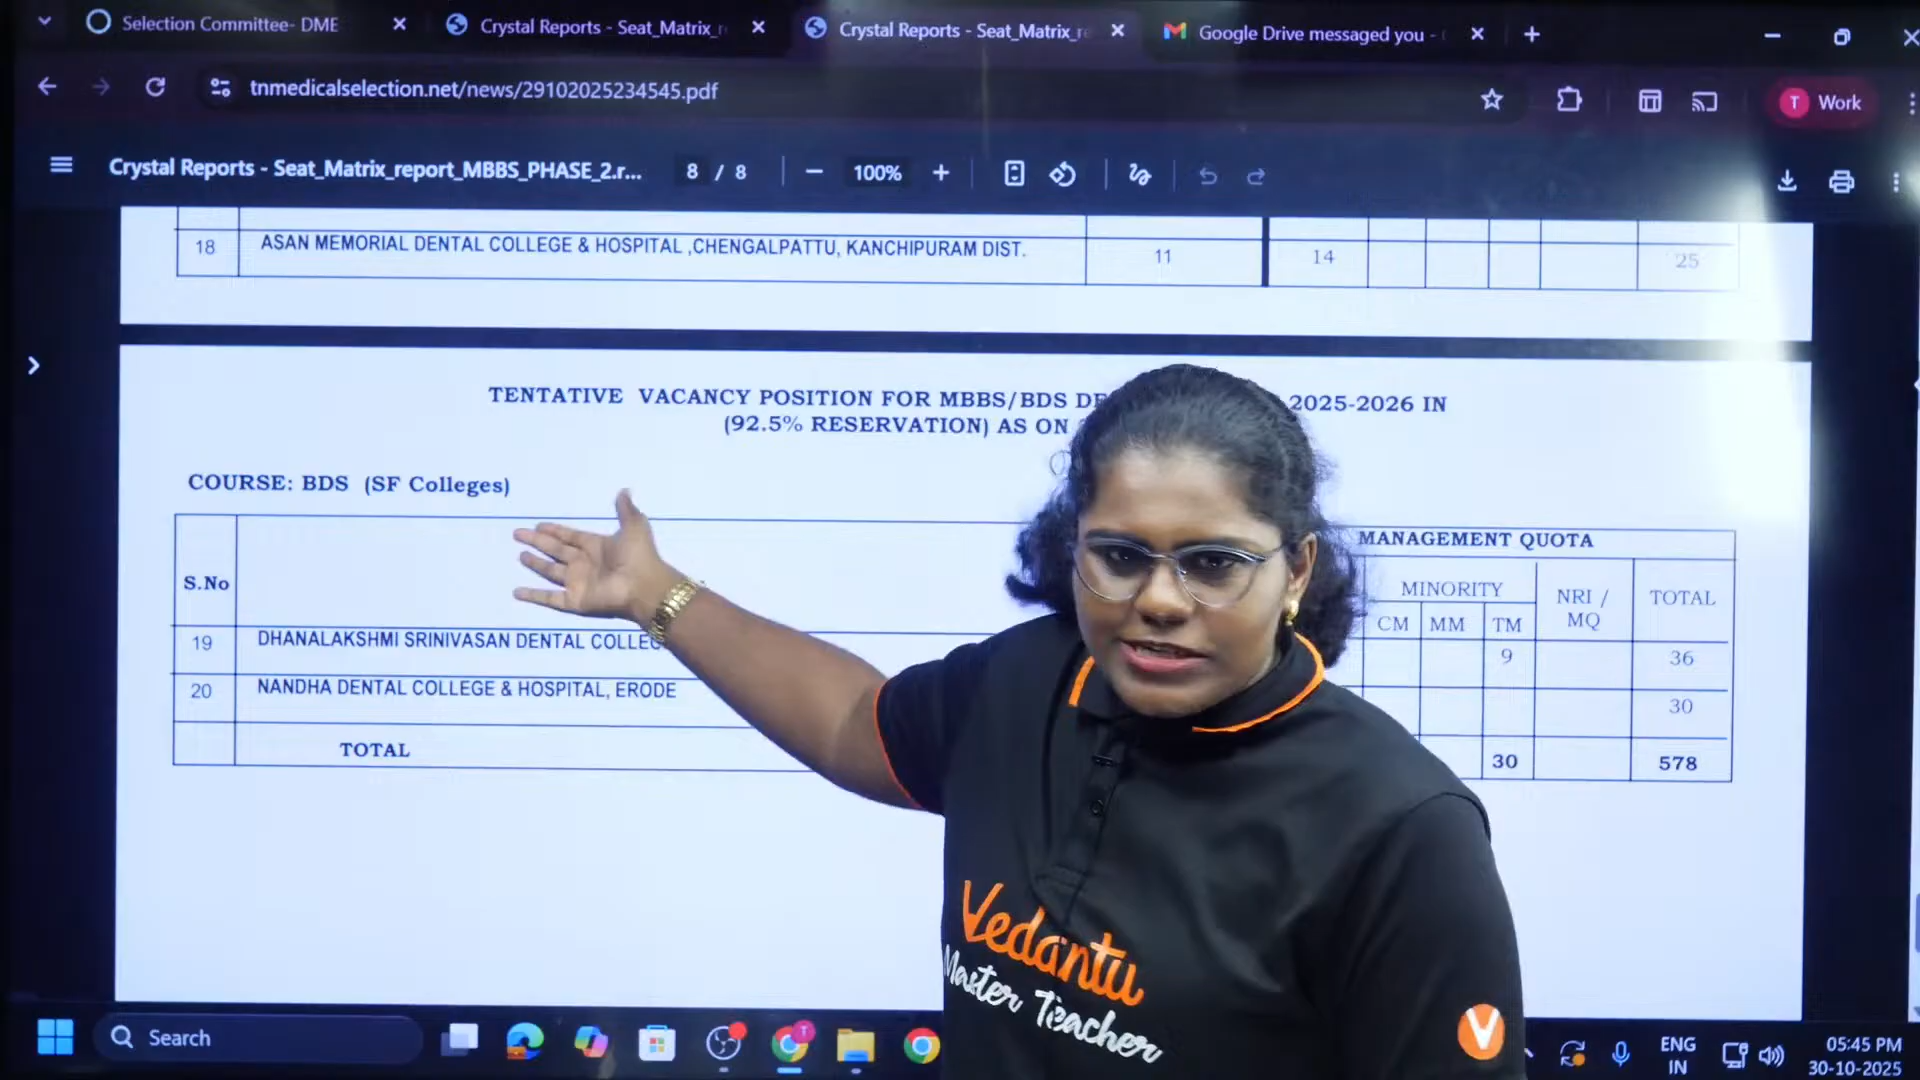 Selection Committee- DME
Crystal Reports - Seat_Matrix_r
Crystal Reports - Seat_Matrix_re
Google Drive messaged you -
tnmedicalselection.net/news/29102025234545.pdf
T Work
Crystal Reports - Seat_Matrix_report_MBBS_PHASE_2.r...
8 / 8
100%
18 ASAN MEMORIAL DENTAL COLLEGE & HOSPITAL ,CHENGALPATTU, KANCHIPURAM DIST. 11 14 25
TENTATIVE VACANCY POSITION FOR MBBS/BDS 2025-2026 IN
(92.5% RESERVATION) AS ON
COURSE: BDS (SF Colleges)
MANAGEMENT QUOTA
S.No
MINORITY
NRI / MQ
TOTAL
CM MM TM
19 DHANALAKSHMI SRINIVASAN DENTAL 9 36
20 NANDHA DENTAL COLLEGE & HOSPITAL, ERODE 30
TOTAL 30 578
Vedantu
Master Teacher
V
Search
ENG
IN
05:45 PM
30-10-2025